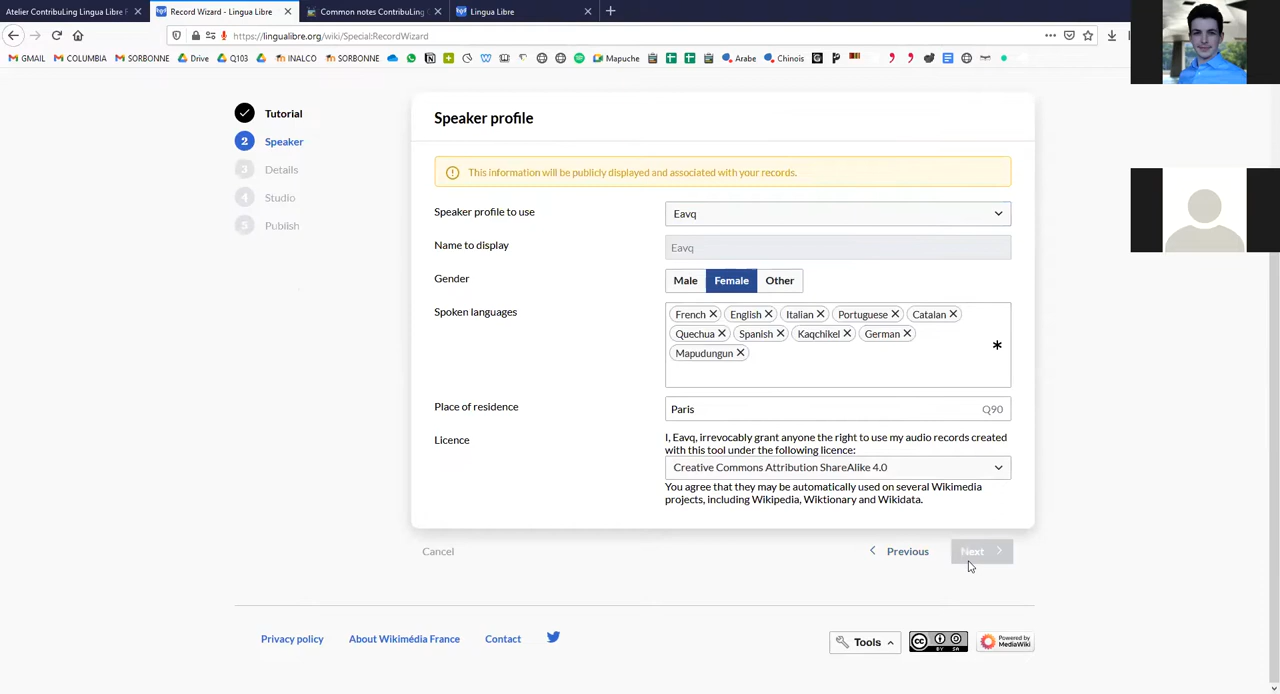 Atelier ContribuLing Lingua Libre F
Record Wizard - Lingua Libre
Common notes ContribuLing C
Lingua Libre
https://lingualibre.org/wiki/Special:RecordWizard
GMAIL COLUMBIA SORBONNE Drive Q103 INALCO SORBONNE Mapuche Arabe Chinois
Tutorial
2 Speaker
3 Details
4 Studio
5 Publish
Speaker profile
This information will be publicly displayed and associated with your records.
Speaker profile to use
Eavq
Name to display
Eavq
Gender
Male Female Other
Spoken languages
French English Italian Portuguese Catalan
Quechua Spanish Kaqchikel German
Mapudungun
Place of residence
Paris Q90
Licence
I, Eavq, irrevocably grant anyone the right to use my audio records created
with this tool under the following licence:
Creative Commons Attribution ShareAlike 4.0
You agree that they may be automatically used on several Wikimedia
projects, including Wikipedia, Wiktionary and Wikidata.
Cancel
Previous
Next
Privacy policy
About Wikimédia France
Contact
Tools
CC BY SA
Powered by
MediaWiki